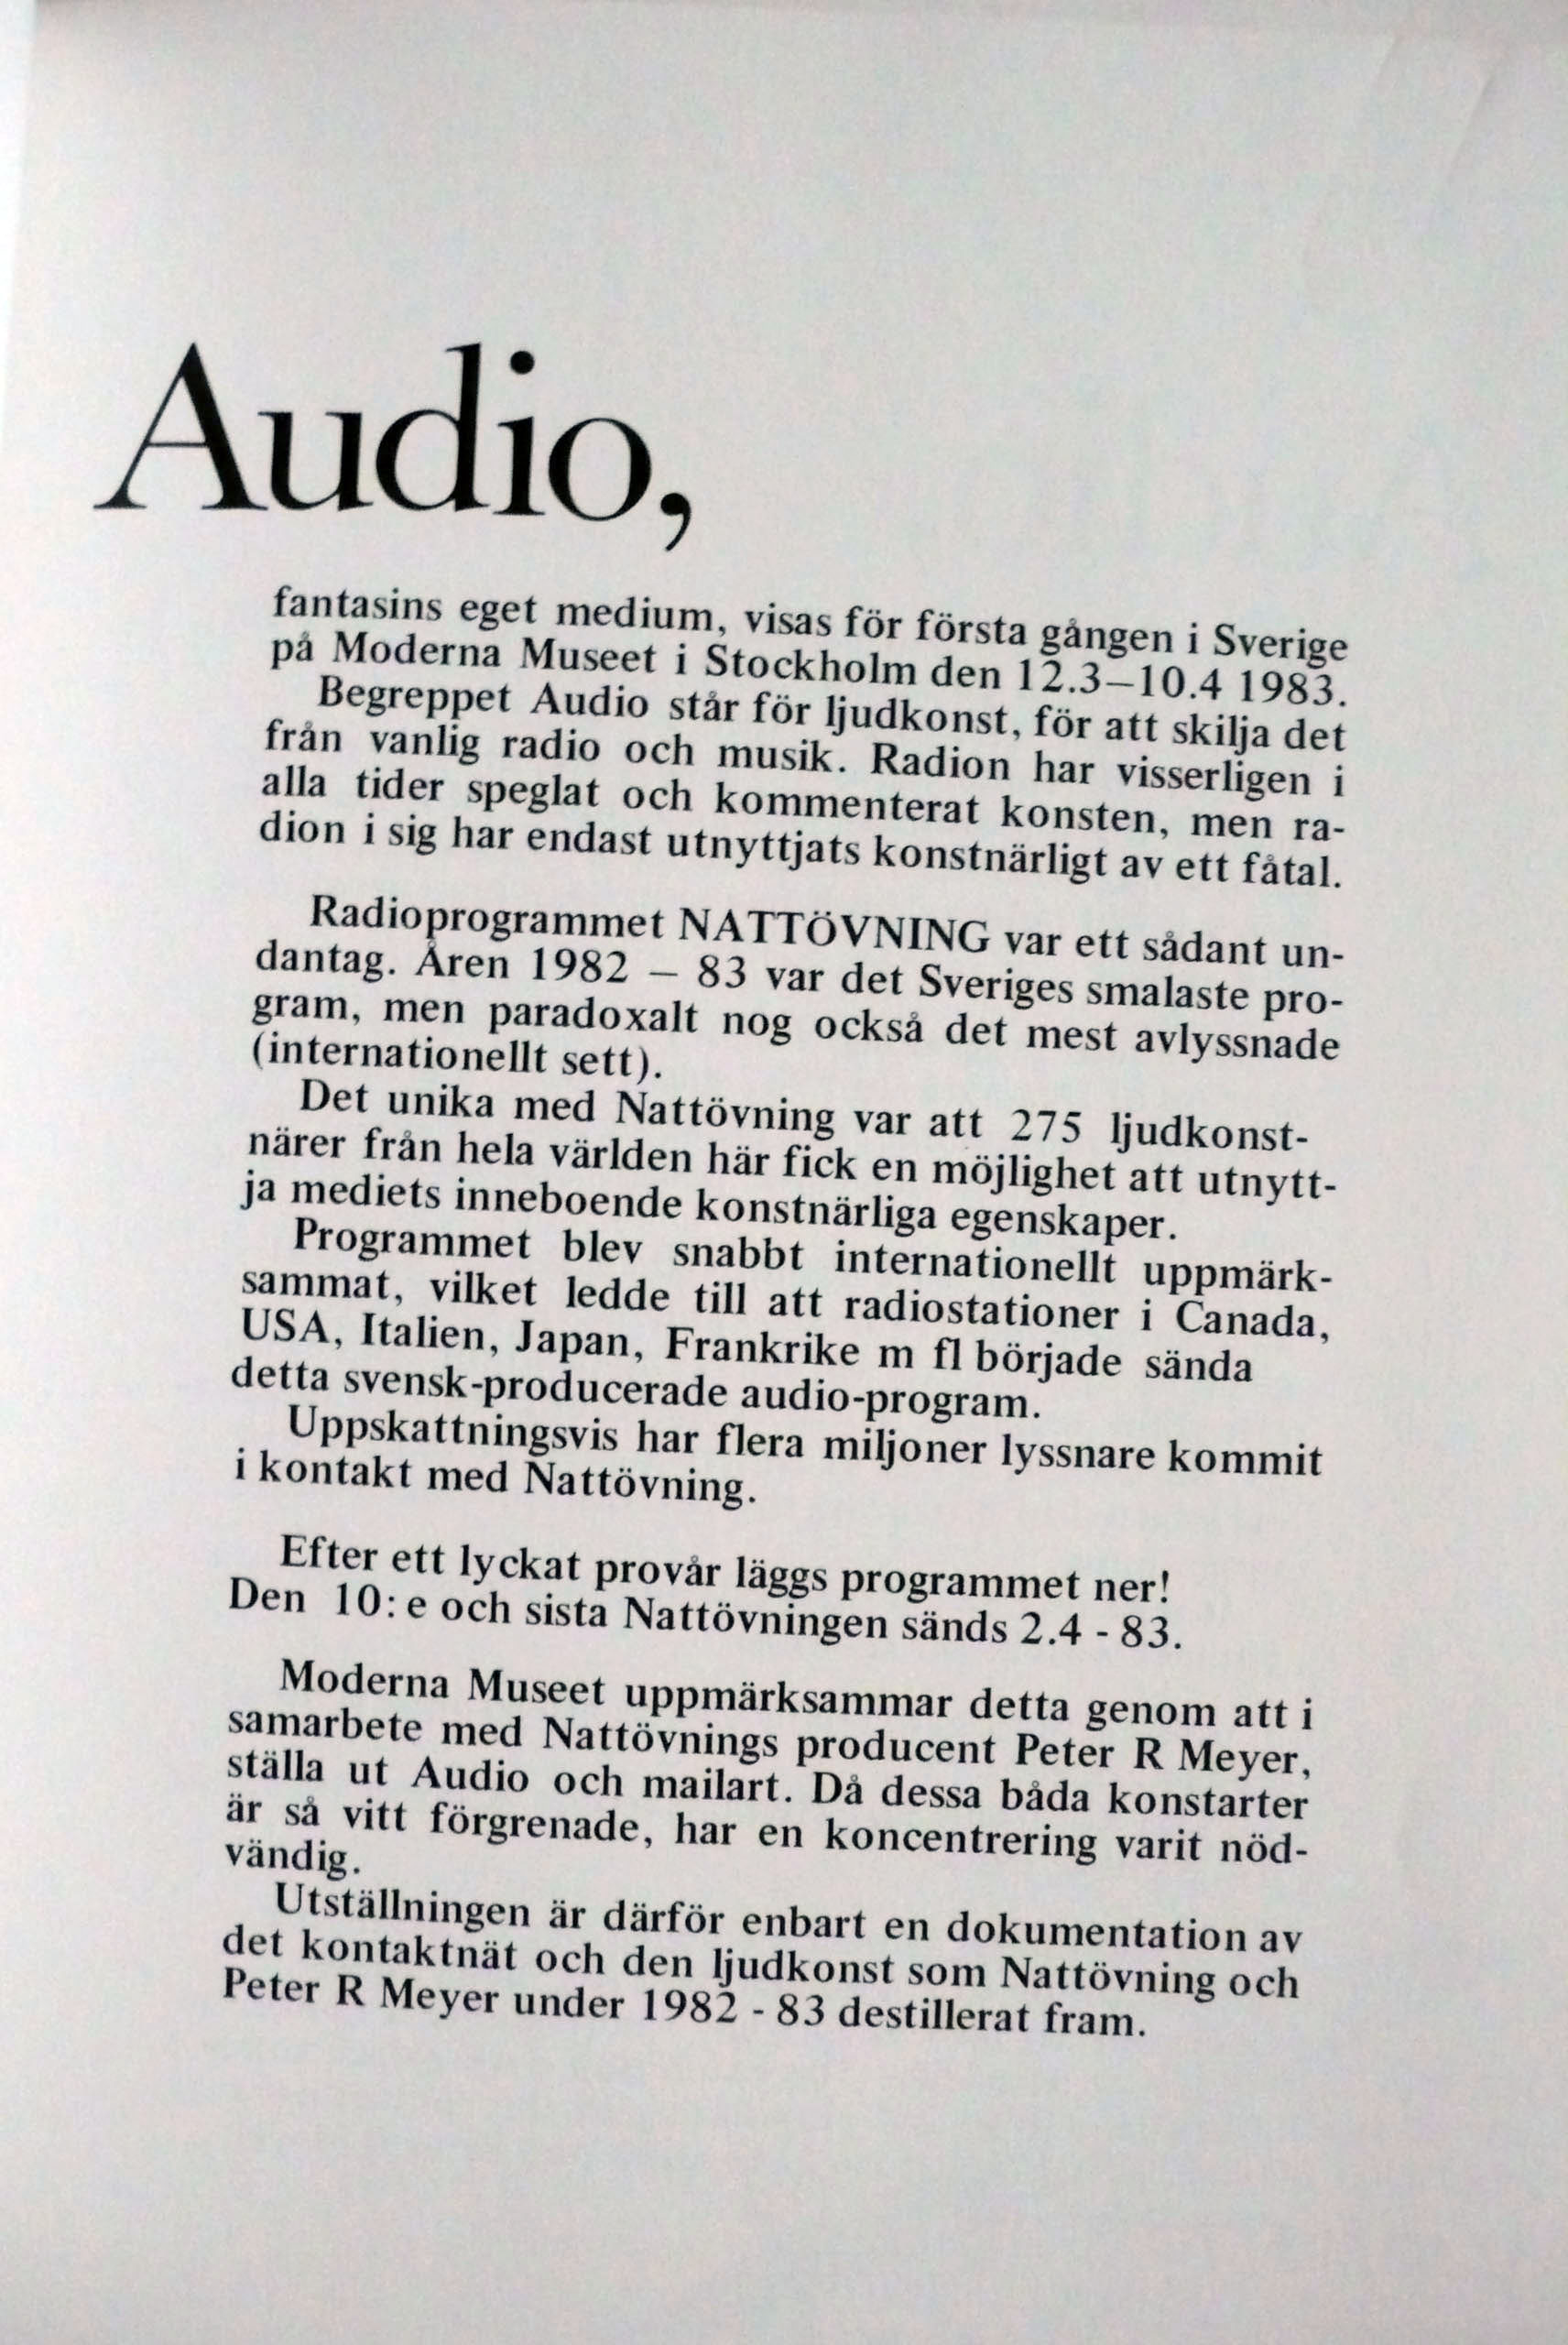 Audio,
fantasins eget medium, visas för första gången i Sverige
på Moderna Museet i Stockholm den 12.3–10.4 1983.
Begreppet Audio står för ljudkonst, för att skilja det
från vanlig radio och musik. Radion har visserligen i
alla tider speglat och kommenterat konsten, men ra-
dion i sig har endast utnyttjats konstnärligt av ett fåtal.
Radioprogrammet NATTÖVNING var ett sådant un-
dantag. Åren 1982 – 83 var det Sveriges smalaste pro-
gram, men paradoxalt nog också det mest avlyssnade
(internationellt sett).
Det unika med Nattövning var att 275 ljudkonst-
närer från hela världen här fick en möjlighet att utnytt-
ja mediets inneboende konstnärliga egenskaper.
Programmet blev snabbt internationellt uppmärk-
sammat, vilket ledde till att radiostationer i Canada,
USA, Italien, Japan, Frankrike m fl började sända
detta svensk-producerade audio-program.
Uppskattningsvis har flera miljoner lyssnare kommit
i kontakt med Nattövning.
Efter ett lyckat provår läggs programmet ner!
Den 10:e och sista Nattövningen sänds 2.4 - 83.
Moderna Museet uppmärksammar detta genom att i
samarbete med Nattövnings producent Peter R Meyer,
ställa ut Audio och mailart. Då dessa båda konstarter
är så vitt förgrenade, har en koncentrering varit nöd-
vändig.
Utställningen är därför enbart en dokumentation av
det kontaktnät och den ljudkonst som Nattövning och
Peter R Meyer under 1982 - 83 destillerat fram.